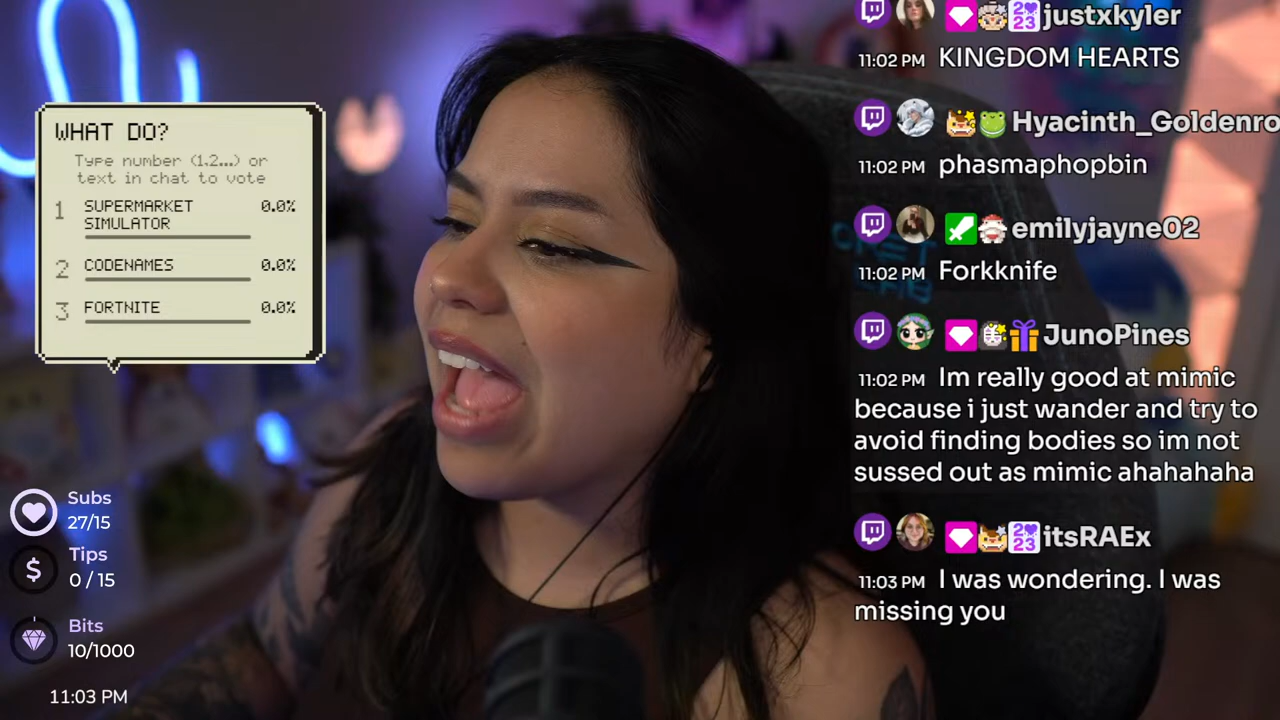 WHAT DO?
Type number (1,2...) or
text in chat to vote
1 SUPERMARKET 0.0%
SIMULATOR
2 CODENAMES 0.0%
3 FORTNITE 0.0%
Subs
27/15
Tips
0 / 15
Bits
10/1000
11:03 PM
justxkyler
11:02 PM KINGDOM HEARTS
Hyacinth_Goldenro
11:02 PM phasmaphopbin
emilyjayne02
11:02 PM Forkknife
JunoPines
11:02 PM Im really good at mimic
because i just wander and try to
avoid finding bodies so im not
sussed out as mimic ahahahaha
itsRAEx
11:03 PM I was wondering. I was
missing you